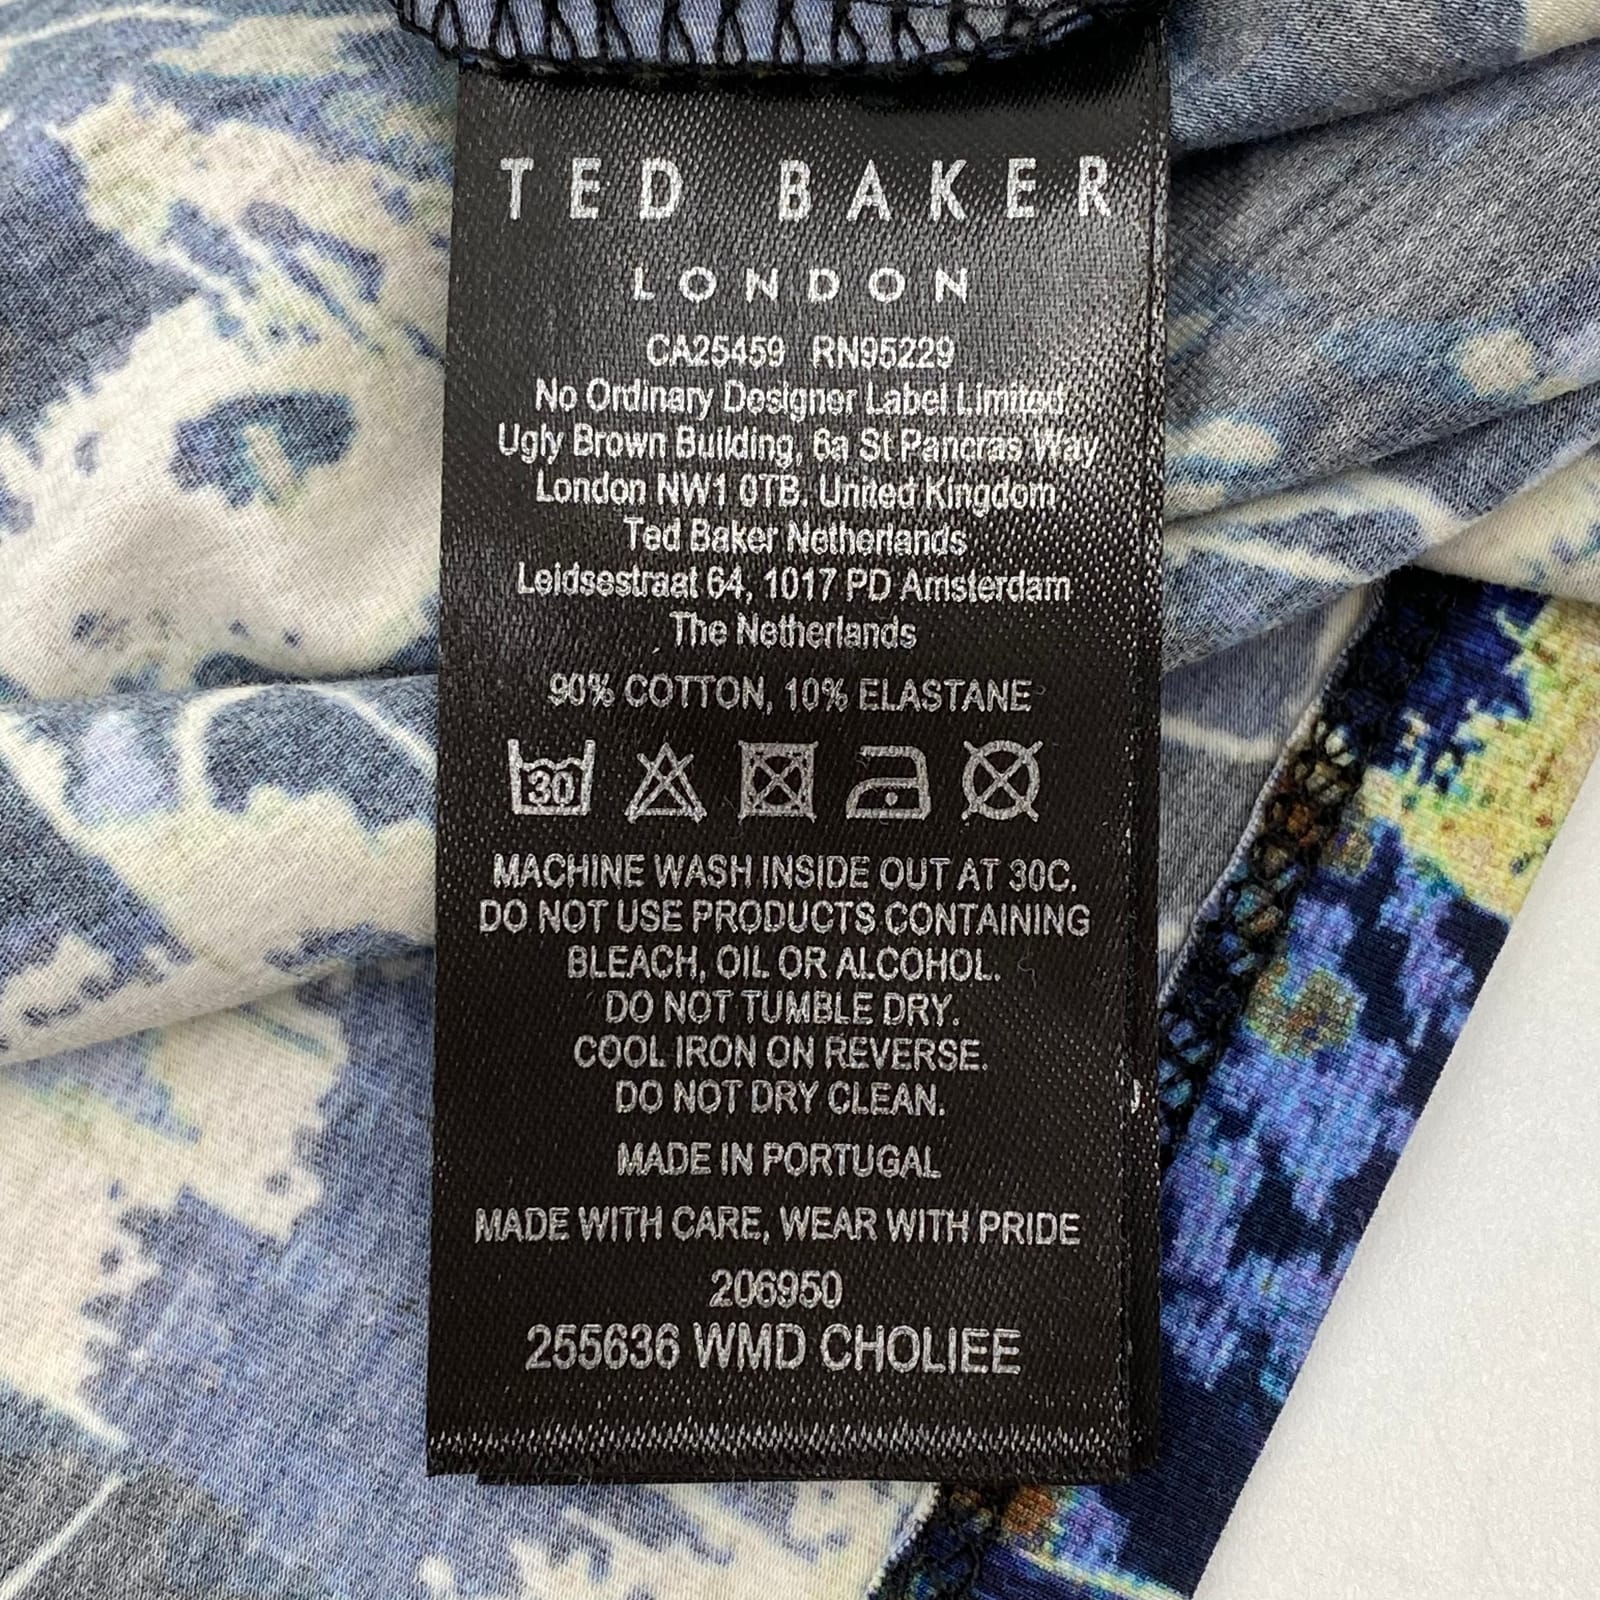 TED BAKER
LONDON
CA25459 RN95229
No Ordinary Designer Label Limited
Ugly Brown Building, 6a St Pancras Way
London NW1 0TB. United Kingdom
Ted Baker Netherlands
Leidsestraat 64, 1017 PD Amsterdam
The Netherlands
90% COTTON, 10% ELASTANE
30
MACHINE WASH INSIDE OUT AT 30C.
DO NOT USE PRODUCTS CONTAINING
BLEACH, OIL OR ALCOHOL.
DO NOT TUMBLE DRY.
COOL IRON ON REVERSE.
DO NOT DRY CLEAN.
MADE IN PORTUGAL
MADE WITH CARE, WEAR WITH PRIDE
206950
255636 WMD CHOLIEE